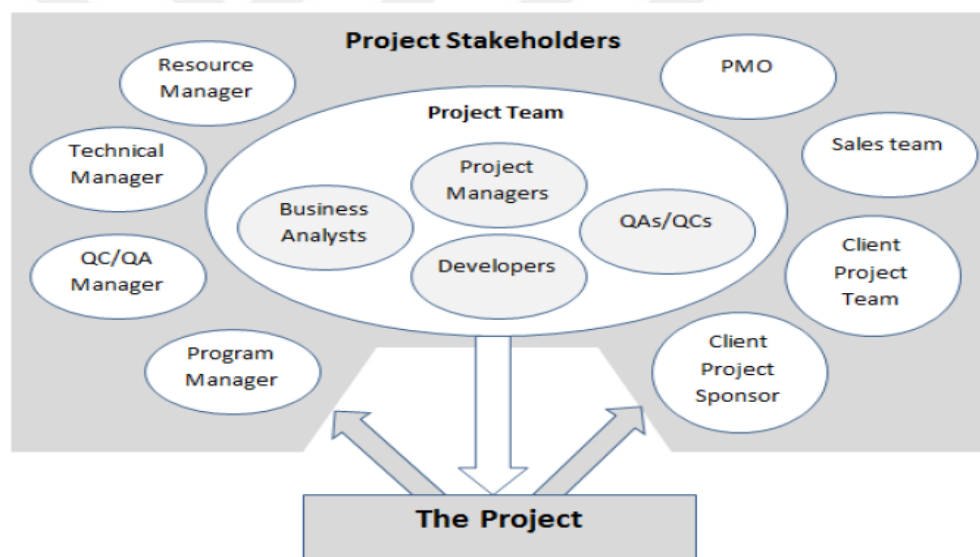 Project Stakeholders
Resource
Manager
PMO
Project Team
Technical
Manager
Sales team
Project
Managers
Business
Analysts
QAs/QCs
Developers
QC/QA
Manager
Client
Project
Team
Program
Manager
Client
Project
Sponsor
The Project